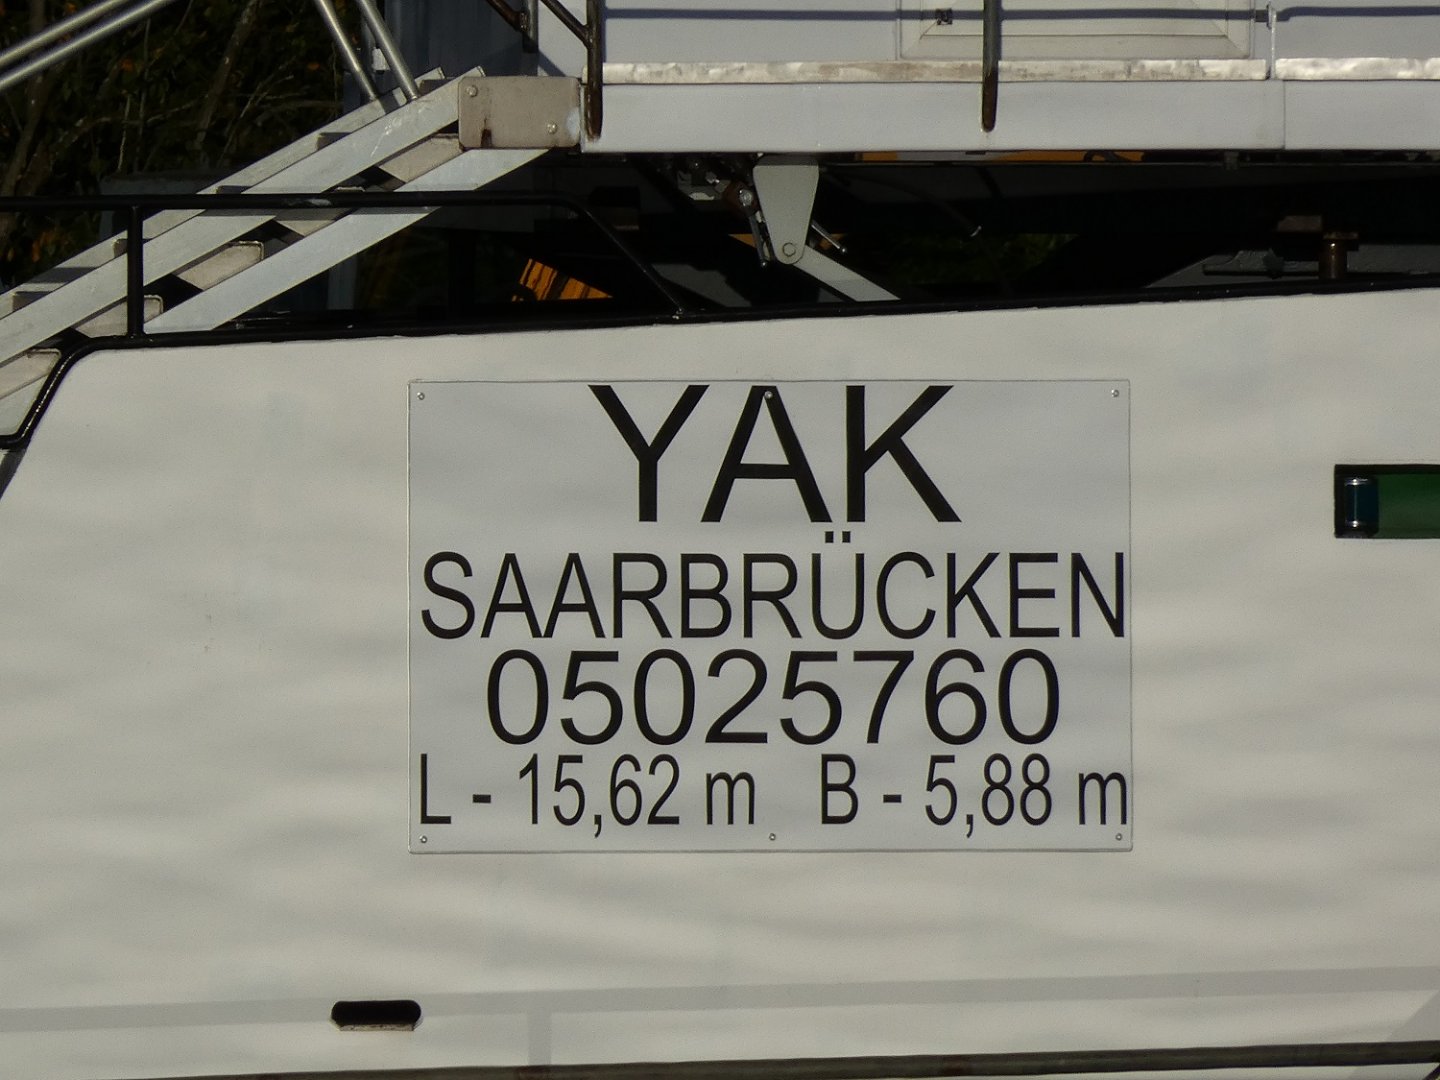 YAK
SAARBRÜCKEN
05025760
L - 15,62 m B - 5,88 m